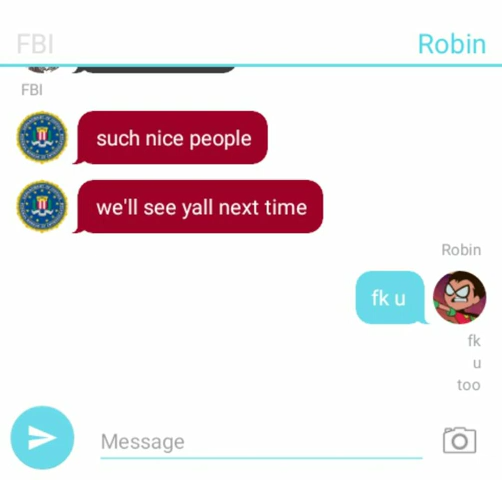 FBI
Robin
FBI
such nice people
we'll see yall next time
Robin
fk u
fk
u
too
Message